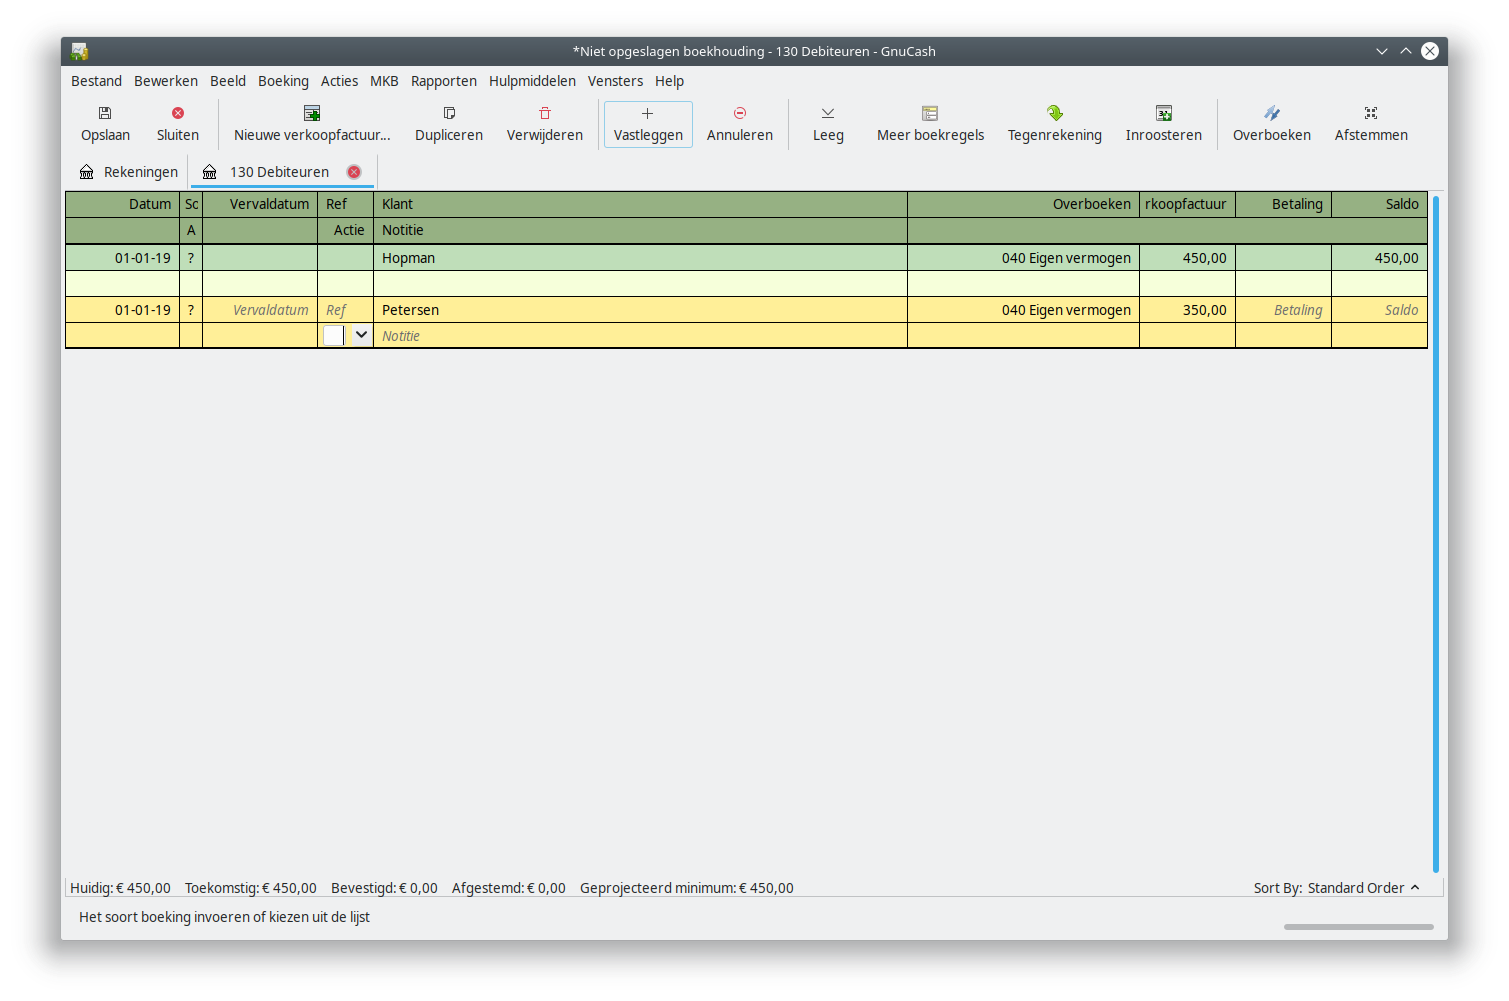 *Niet opgeslagen boekhouding - 130 Debiteuren - GnuCash
Bestand Bewerken Beeld Boeking Acties MKB Rapporten Hulpmiddelen Vensters Help
Opslaan Sluiten Nieuwe verkoopfactuur... Dupliceren Verwijderen Vastleggen Annuleren Leeg Meer boekregels Tegenrekening Inroosteren Overboeken Afstemmen
Rekeningen 130 Debiteuren
Datum Sc Vervaldatum Ref Klant Overboeken rkoopfactuur Betaling Saldo
A Actie Notitie
01-01-19 ? Hopman 040 Eigen vermogen 450,00 450,00
01-01-19 ? Vervaldatum Ref Petersen 040 Eigen vermogen 350,00 Betaling Saldo
Notitie
Huidig: € 450,00 Toekomstig: € 450,00 Bevestigd: € 0,00 Afgestemd: € 0,00 Geprojecteerd minimum: € 450,00 Sort By: Standard Order
Het soort boeking invoeren of kiezen uit de lijst